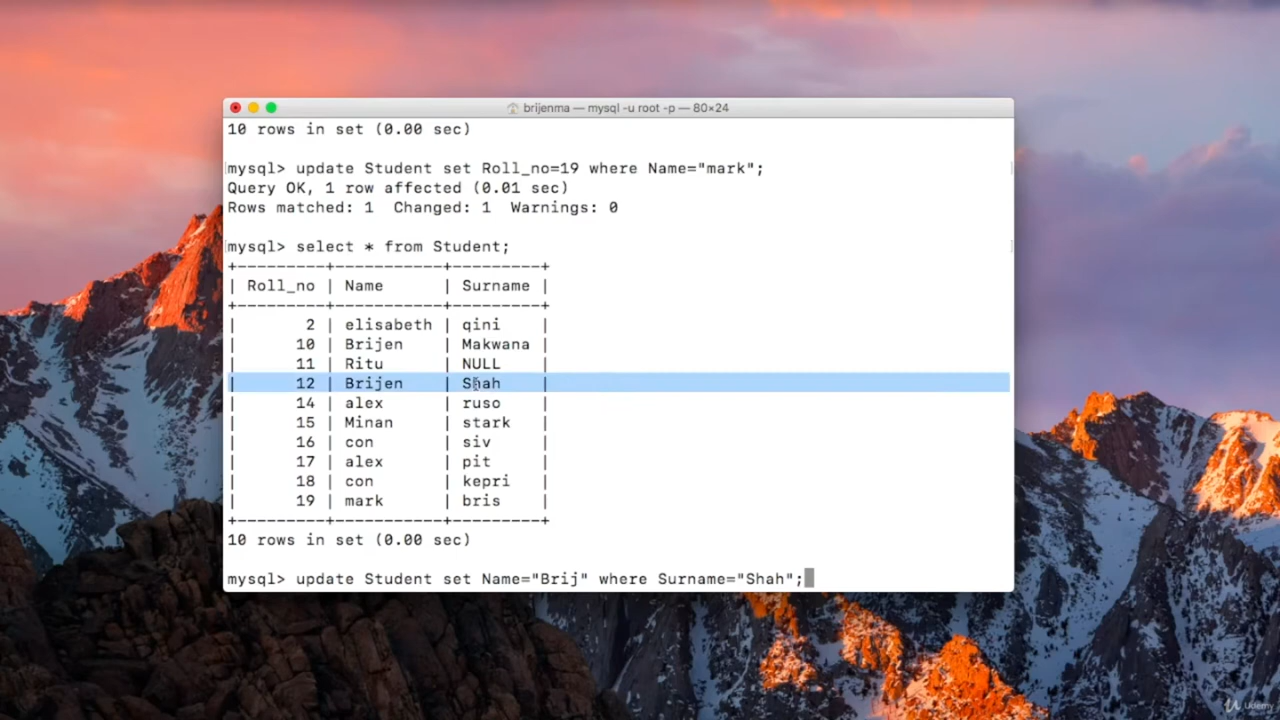 brijenma — mysql -u root -p — 80×24
10 rows in set (0.00 sec)
mysql> update Student set Roll_no=19 where Name="mark";
Query OK, 1 row affected (0.01 sec)
Rows matched: 1  Changed: 1  Warnings: 0
mysql> select * from Student;
+---------+-----------+---------+
| Roll_no | Name      | Surname |
+---------+-----------+---------+
|       2 | elisabeth | qini    |
|      10 | Brijen    | Makwana |
|      11 | Ritu      | NULL    |
|      12 | Brijen    | Shah    |
|      14 | alex      | ruso    |
|      15 | Minan     | stark   |
|      16 | con       | siv     |
|      17 | alex      | pit     |
|      18 | con       | kepri   |
|      19 | mark      | bris    |
+---------+-----------+---------+
10 rows in set (0.00 sec)
mysql> update Student set Name="Brij" where Surname="Shah";
Udemy